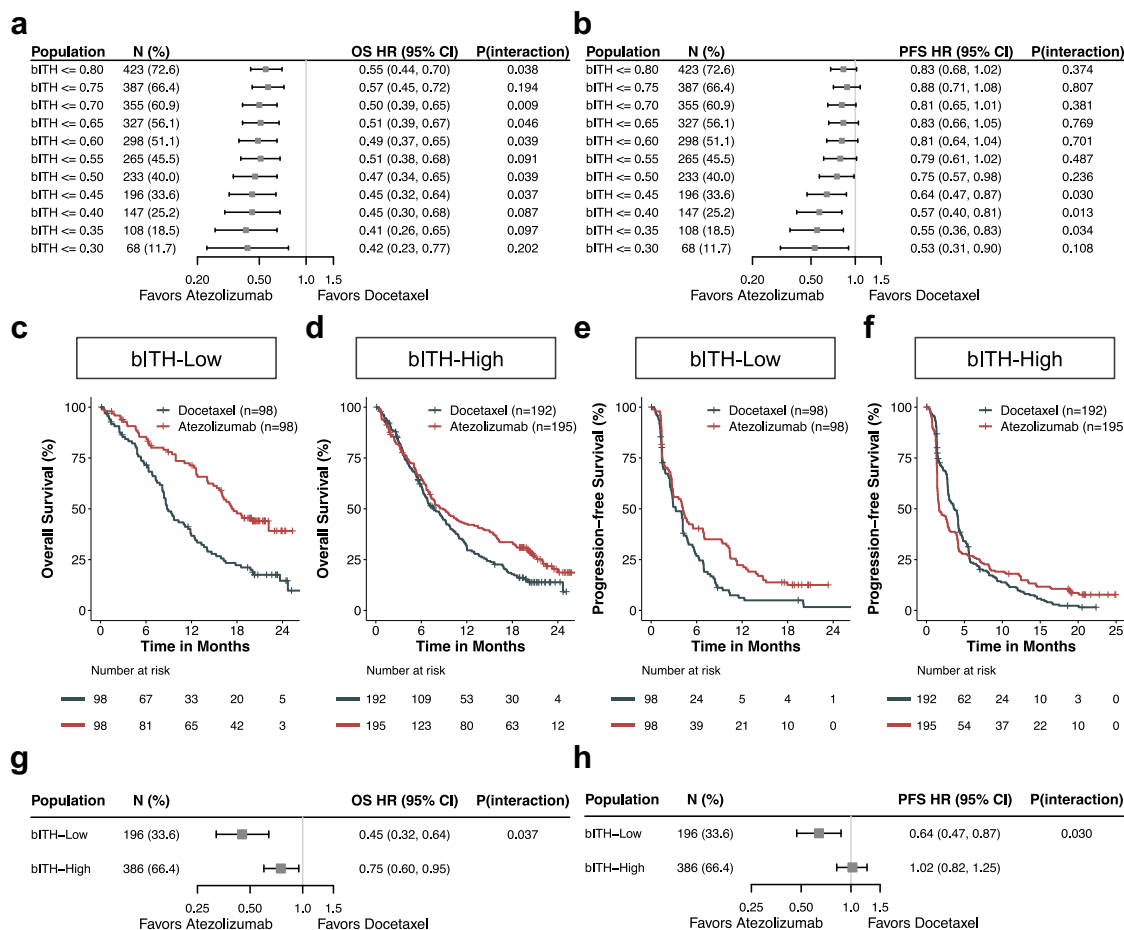 a
Population N (%) OS HR (95% CI) P(interaction)
bITH <= 0.80 423 (72.6) 0.55 (0.44, 0.70) 0.038
bITH <= 0.75 387 (66.4) 0.57 (0.45, 0.72) 0.194
bITH <= 0.70 355 (60.9) 0.50 (0.39, 0.65) 0.009
bITH <= 0.65 327 (56.1) 0.51 (0.39, 0.67) 0.046
bITH <= 0.60 298 (51.1) 0.49 (0.37, 0.65) 0.039
bITH <= 0.55 265 (45.5) 0.51 (0.38, 0.68) 0.091
bITH <= 0.50 233 (40.0) 0.47 (0.34, 0.65) 0.039
bITH <= 0.45 196 (33.6) 0.45 (0.32, 0.64) 0.037
bITH <= 0.40 147 (25.2) 0.45 (0.30, 0.68) 0.087
bITH <= 0.35 108 (18.5) 0.41 (0.26, 0.65) 0.097
bITH <= 0.30 68 (11.7) 0.42 (0.23, 0.77) 0.202
0.20 0.50 1.0 1.5
Favors Atezolizumab Favors Docetaxel
b
Population N (%) PFS HR (95% CI) P(interaction)
bITH <= 0.80 423 (72.6) 0.83 (0.68, 1.02) 0.374
bITH <= 0.75 387 (66.4) 0.88 (0.71, 1.08) 0.807
bITH <= 0.70 355 (60.9) 0.81 (0.65, 1.01) 0.381
bITH <= 0.65 327 (56.1) 0.83 (0.66, 1.05) 0.769
bITH <= 0.60 298 (51.1) 0.81 (0.64, 1.04) 0.701
bITH <= 0.55 265 (45.5) 0.79 (0.61, 1.02) 0.487
bITH <= 0.50 233 (40.0) 0.75 (0.57, 0.98) 0.236
bITH <= 0.45 196 (33.6) 0.64 (0.47, 0.87) 0.030
bITH <= 0.40 147 (25.2) 0.57 (0.40, 0.81) 0.013
bITH <= 0.35 108 (18.5) 0.55 (0.36, 0.83) 0.034
bITH <= 0.30 68 (11.7) 0.53 (0.31, 0.90) 0.108
0.20 0.50 1.0 1.5
Favors Atezolizumab Favors Docetaxel
c
bITH-Low
Docetaxel (n=98)
Atezolizumab (n=98)
Overall Survival (%)
100
75
50
25
0
0 6 12 18 24
Time in Months
Number at risk
98 67 33 20 5
98 81 65 42 3
d
bITH-High
Docetaxel (n=192)
Atezolizumab (n=195)
Overall Survival (%)
100
75
50
25
0
0 6 12 18 24
Time in Months
Number at risk
192 109 53 30 4
195 123 80 63 12
e
bITH-Low
Docetaxel (n=98)
Atezolizumab (n=98)
Progression-free Survival (%)
100
75
50
25
0
0 6 12 18 24
Time in Months
Number at risk
98 24 5 4 1
98 39 21 10 0
f
bITH-High
Docetaxel (n=192)
Atezolizumab (n=195)
Progression-free Survival (%)
100
75
50
25
0
0 5 10 15 20 25
Time in Months
Number at risk
192 62 24 10 3 0
195 54 37 22 10 0
g
Population N (%) OS HR (95% CI) P(interaction)
bITH-Low 196 (33.6) 0.45 (0.32, 0.64) 0.037
bITH-High 386 (66.4) 0.75 (0.60, 0.95)
0.25 0.50 1.0 1.5
Favors Atezolizumab Favors Docetaxel
h
Population N (%) PFS HR (95% CI) P(interaction)
bITH-Low 196 (33.6) 0.64 (0.47, 0.87) 0.030
bITH-High 386 (66.4) 1.02 (0.82, 1.25)
0.25 0.50 1.0 1.5
Favors Atezolizumab Favors Docetaxel